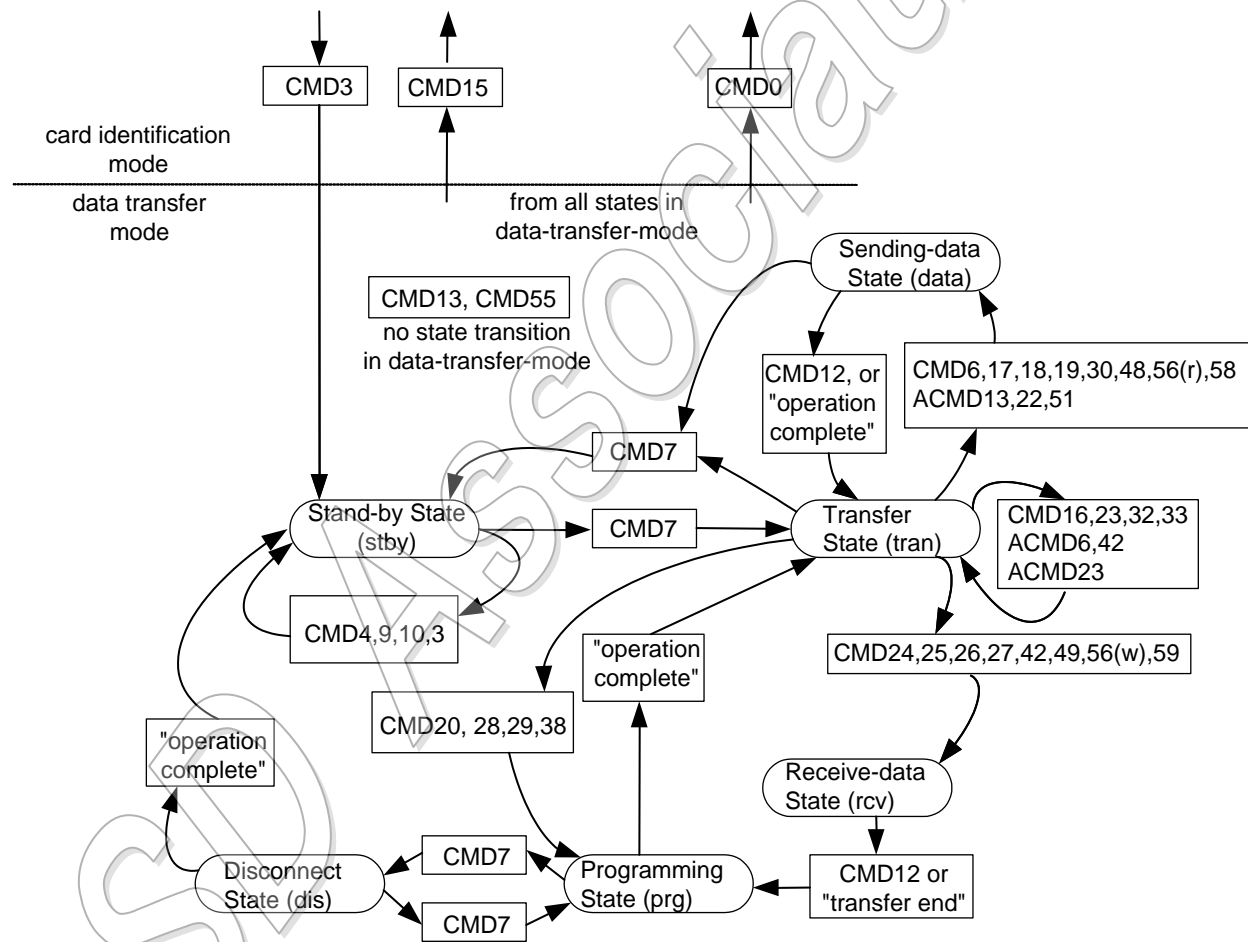 CMD3
CMD15
CMD0
card identification
mode
data transfer
mode
from all states in
data-transfer-mode
Sending-data
State (data)
CMD13, CMD55
no state transition
in data-transfer-mode
CMD12, or
"operation
complete"
CMD6,17,18,19,30,48,56(r),58
ACMD13,22,51
CMD7
Stand-by State
(stby)
CMD7
Transfer
State (tran)
CMD16,23,32,33
ACMD6,42
ACMD23
CMD4,9,10,3
"operation
complete"
CMD24,25,26,27,42,49,56(w),59
CMD20, 28,29,38
"operation
complete"
Receive-data
State (rcv)
Disconnect
State (dis)
CMD7
CMD7
Programming
State (prg)
CMD12 or
"transfer end"